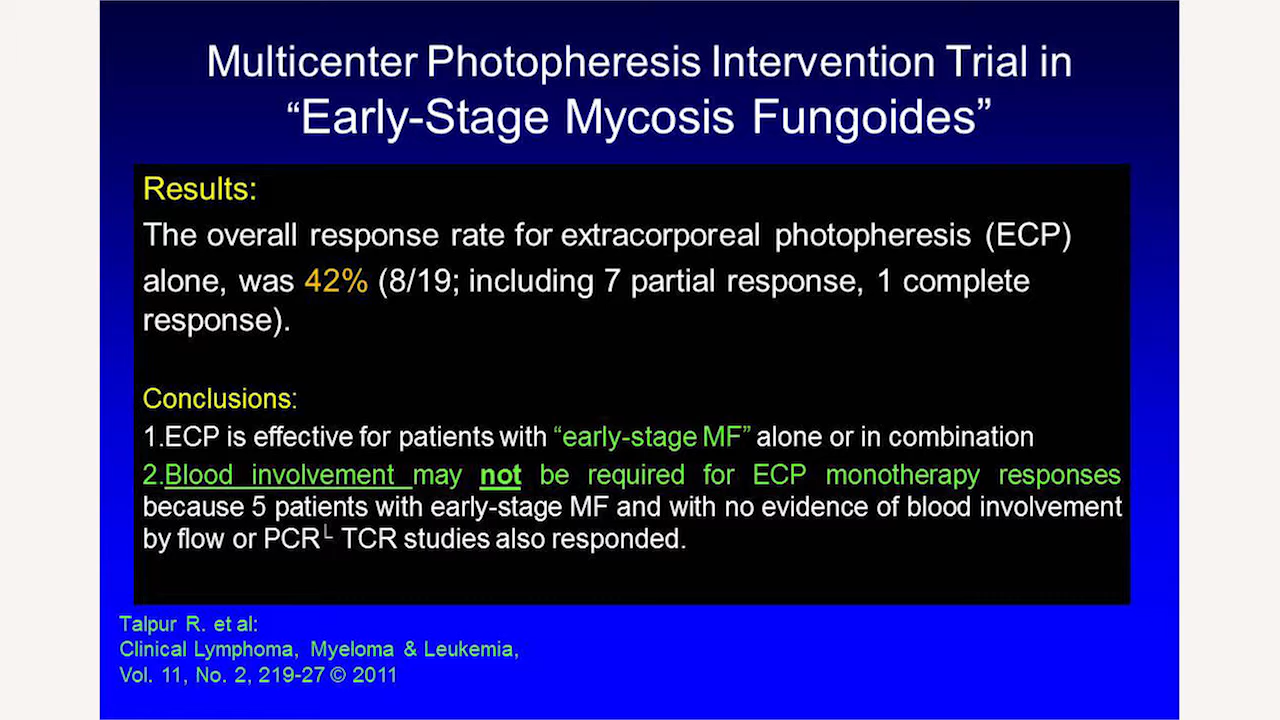 Multicenter Photopheresis Intervention Trial in
“Early-Stage Mycosis Fungoides”
Results:
The overall response rate for extracorporeal photopheresis (ECP)
alone, was 42% (8/19; including 7 partial response, 1 complete
response).
Conclusions:
1.ECP is effective for patients with “early-stage MF” alone or in combination
2.Blood involvement may not be required for ECP monotherapy responses
because 5 patients with early-stage MF and with no evidence of blood involvement
by flow or PCR└ TCR studies also responded.
Talpur R. et al:
Clinical Lymphoma, Myeloma & Leukemia,
Vol. 11, No. 2, 219-27 © 2011